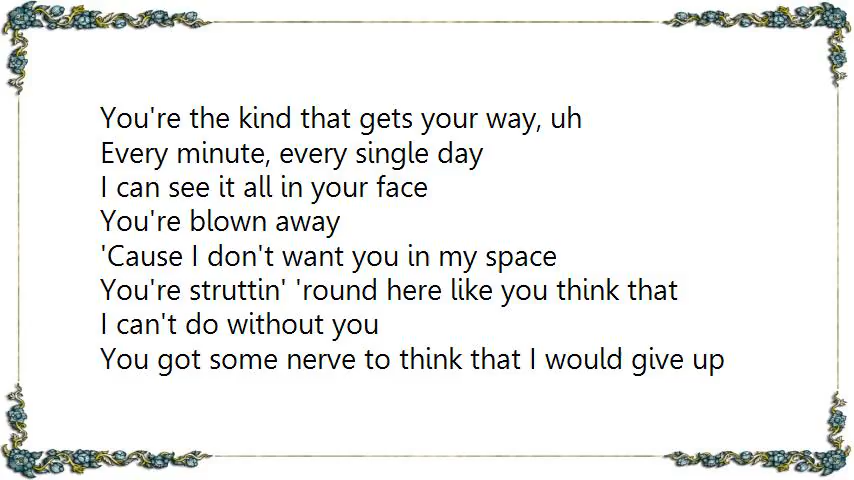 You're the kind that gets your way, uh
Every minute, every single day
I can see it all in your face
You're blown away
'Cause I don't want you in my space
You're struttin' 'round here like you think that
I can't do without you
You got some nerve to think that I would give up